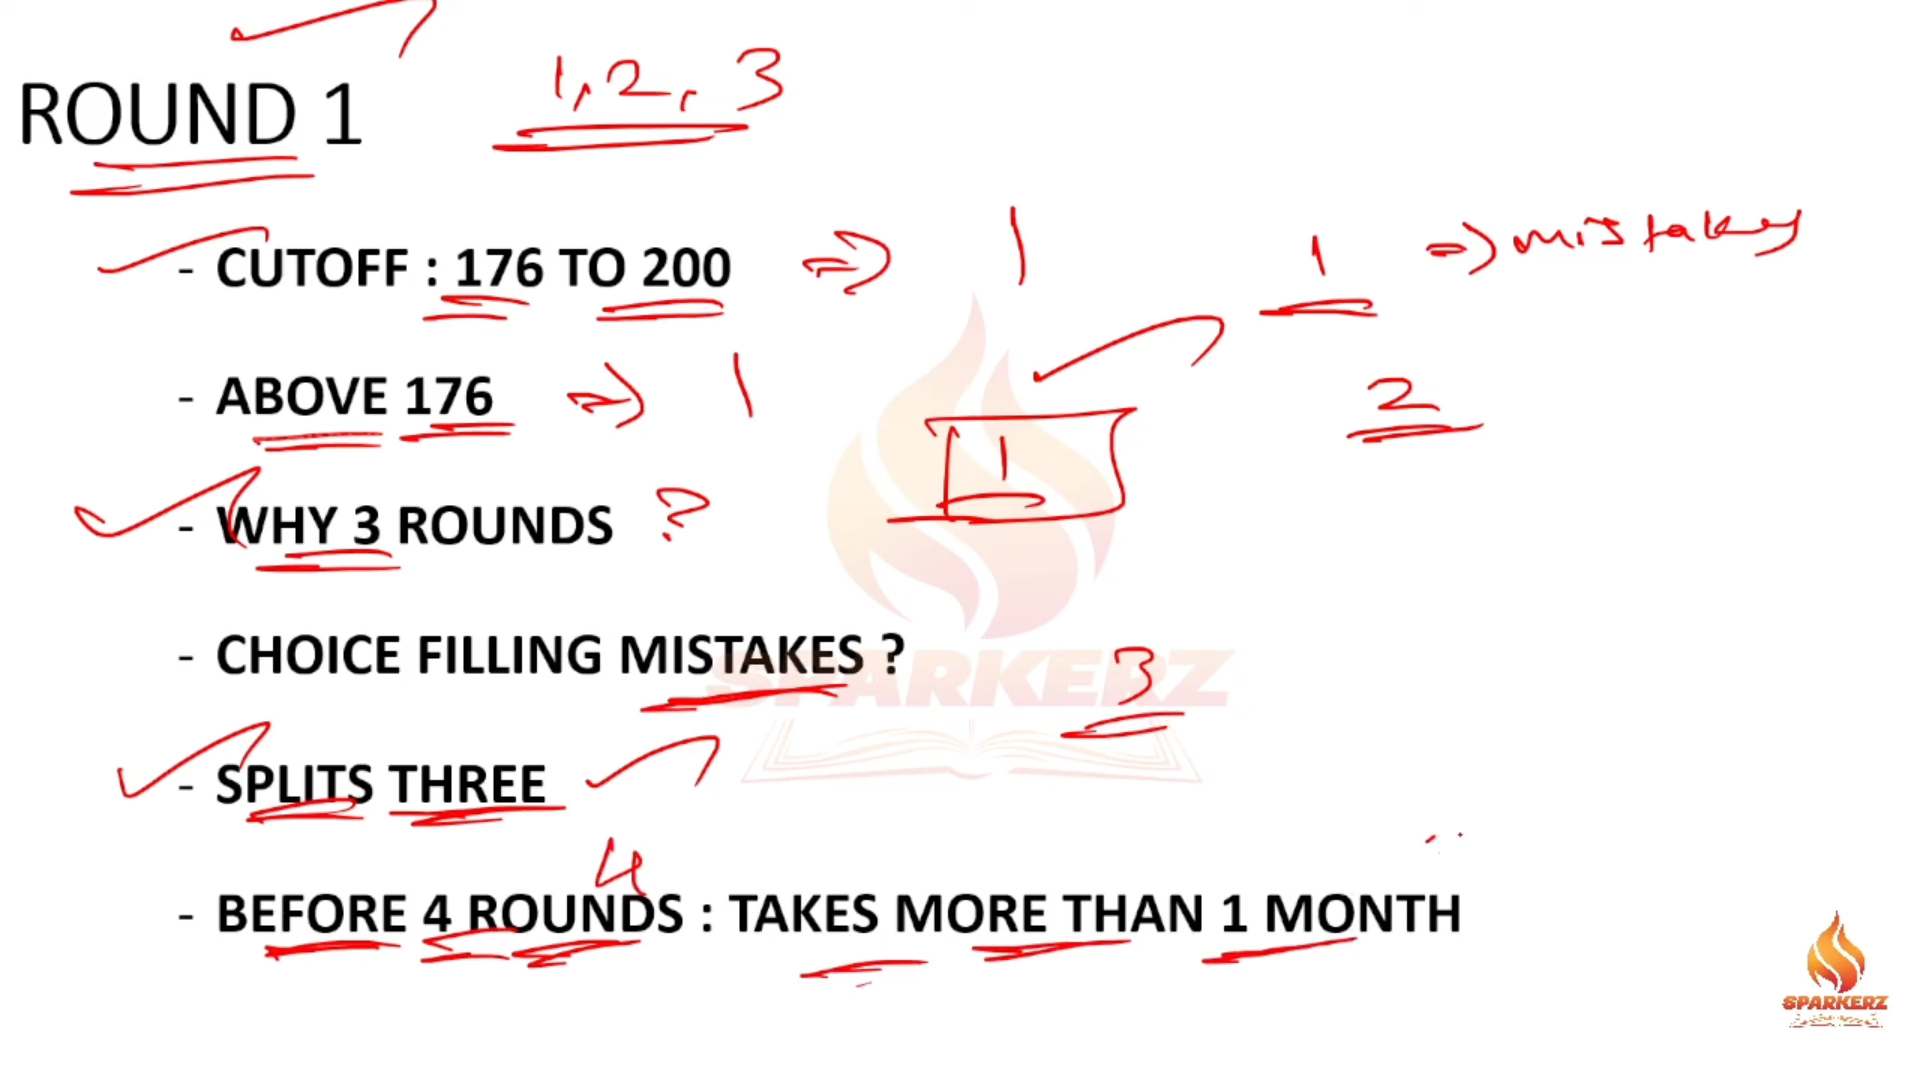 1, 2, 3
ROUND 1
- CUTOFF : 176 TO 200 => 1 1 => mistakes
- ABOVE 176 => 1 2
1
- WHY 3 ROUNDS ?
- CHOICE FILLING MISTAKES ?
3
SPARKERZ
- SPLITS THREE
4
- BEFORE 4 ROUNDS : TAKES MORE THAN 1 MONTH
SPARKERZ